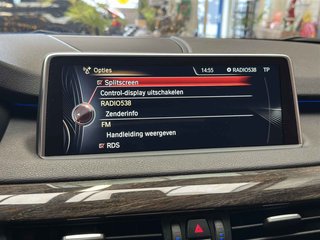 Opties 14:55 RADIO538 TP
Splitscreen
Control-display uitschakelen
RADIO538
Zenderinfo
FM
Handleiding weergeven
RDS